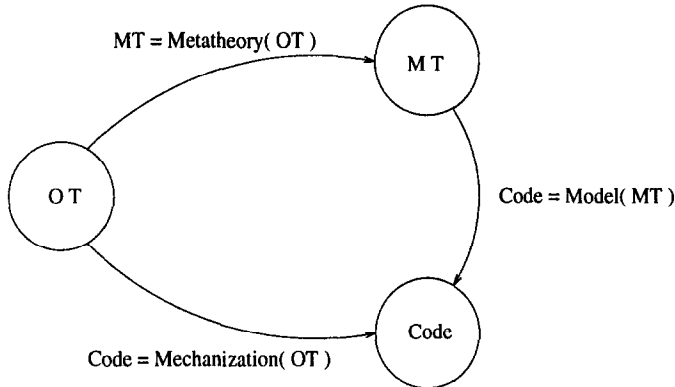 MT = Metatheory( OT )
M T
O T
Code = Model( MT )
Code
Code = Mechanization( OT )